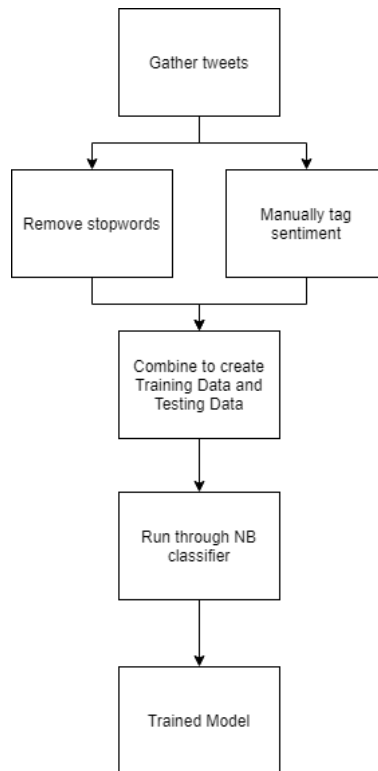 Gather tweets
Remove stopwords
Manually tag
sentiment
Combine to create
Training Data and
Testing Data
Run through NB
classifier
Trained Model